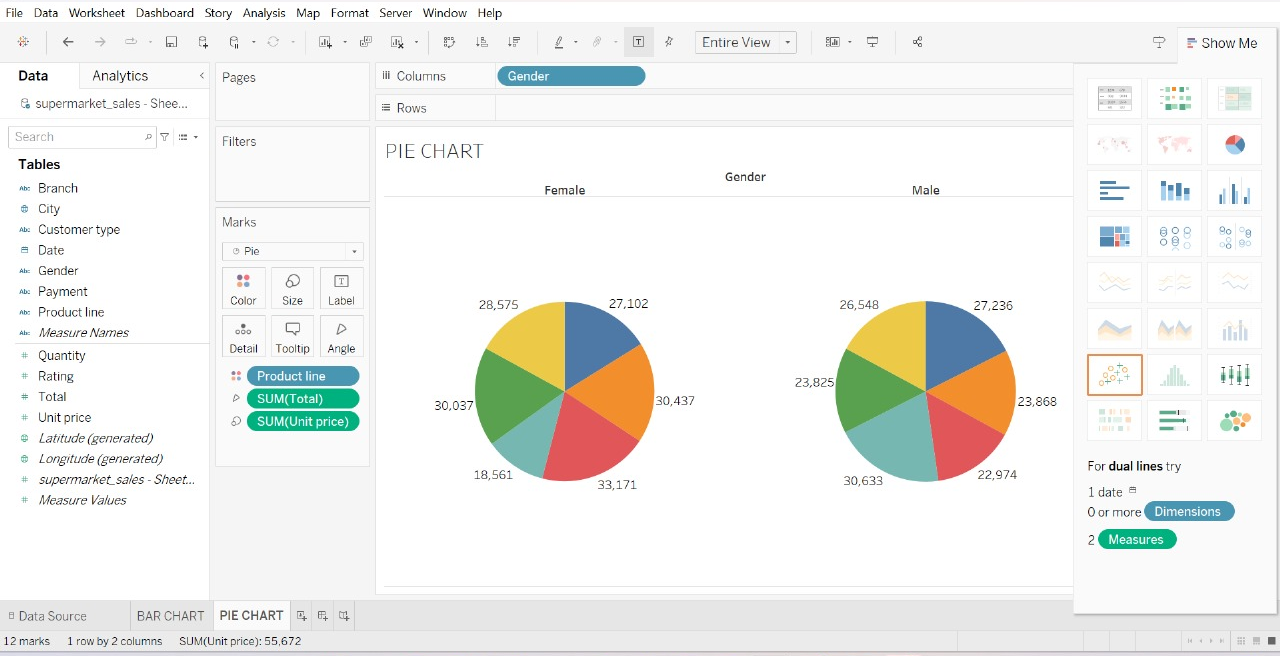 File Data Worksheet Dashboard Story Analysis Map Format Server Window Help
Entire View
Show Me
Data Analytics
supermarket_sales - Shee...
Search
Tables
Abc Branch
City
Abc Customer type
Date
Abc Gender
Abc Payment
Abc Product line
Abc Measure Names
# Quantity
# Rating
# Total
# Unit price
Latitude (generated)
Longitude (generated)
# supermarket_sales - Sheet...
# Measure Values
Pages
Filters
Marks
Pie
Color Size Label
Detail Tooltip Angle
Product line
SUM(Total)
SUM(Unit price)
Columns Gender
Rows
PIE CHART
Gender
Female Male
28,575 27,102
30,037 30,437
18,561 33,171
26,548 27,236
23,825 23,868
30,633 22,974
For dual lines try
1 date
0 or more Dimensions
2 Measures
Data Source BAR CHART PIE CHART
12 marks 1 row by 2 columns SUM(Unit price): 55,672